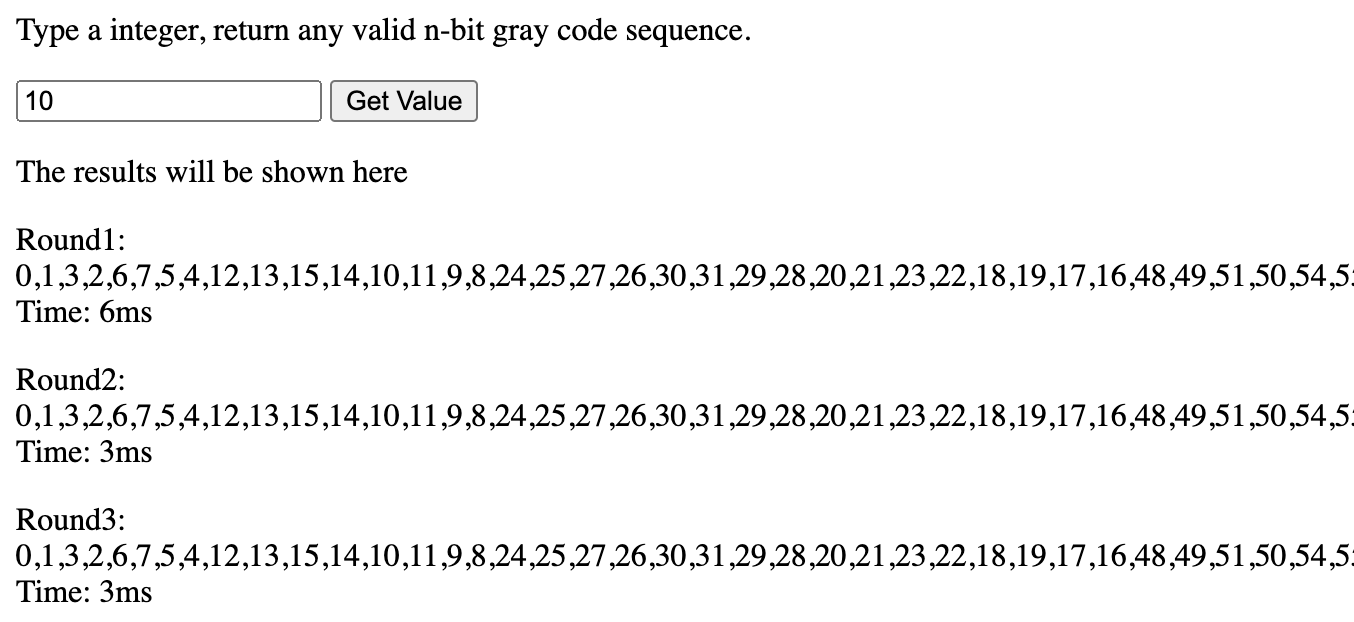 Type a integer, return any valid n-bit gray code sequence.
10 Get Value
The results will be shown here
Round1:
0,1,3,2,6,7,5,4,12,13,15,14,10,11,9,8,24,25,27,26,30,31,29,28,20,21,23,22,18,19,17,16,48,49,51,50,54,
Time: 6ms
Round2:
0,1,3,2,6,7,5,4,12,13,15,14,10,11,9,8,24,25,27,26,30,31,29,28,20,21,23,22,18,19,17,16,48,49,51,50,54,
Time: 3ms
Round3:
0,1,3,2,6,7,5,4,12,13,15,14,10,11,9,8,24,25,27,26,30,31,29,28,20,21,23,22,18,19,17,16,48,49,51,50,54,
Time: 3ms